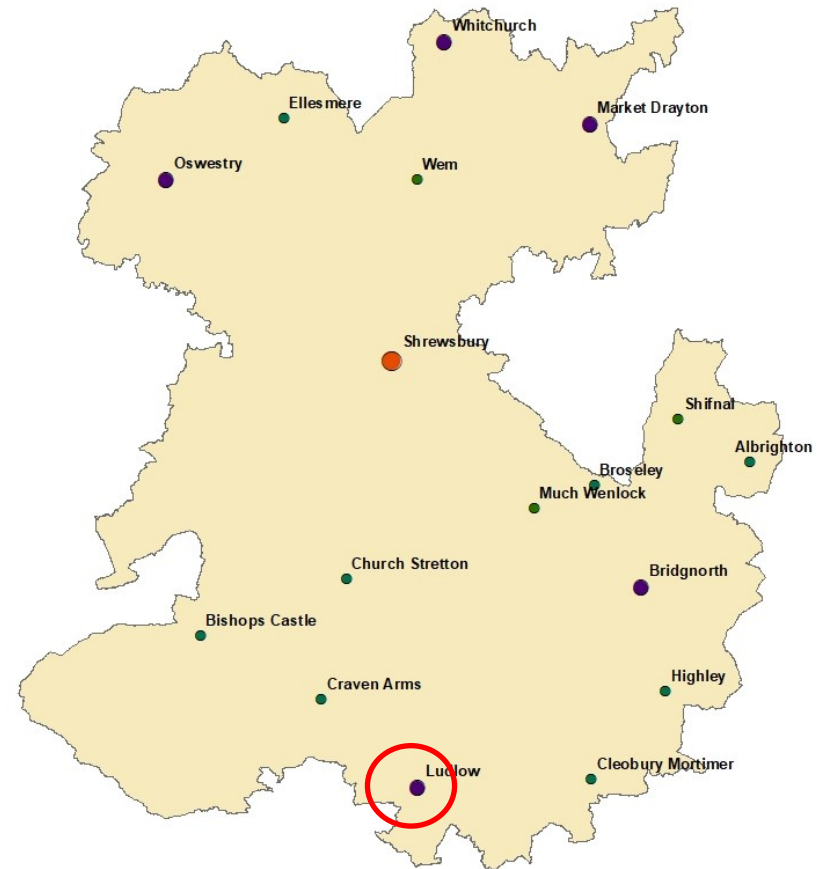 Whitchurch
Ellesmere
Market Drayton
Oswestry
Wem
Shrewsbury
Shifnal
Albrighton
Broseley
Much Wenlock
Church Stretton
Bridgnorth
Bishops Castle
Highley
Craven Arms
Cleobury Mortimer
Ludlow